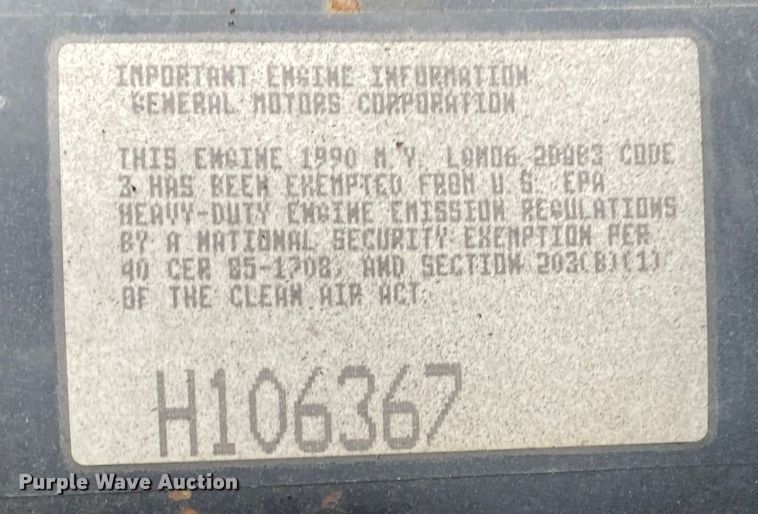 IMPORTANT ENGINE INFORMATION
GENERAL MOTORS CORPORATION
THIS ENGINE 1990 M.Y. 3 CODE
3 HAS BEEN EXEMPTED FROM U.S. EPA
HEAVY-DUTY ENGINE EMISSION REGULATIONS
BY A NATIONAL SECURITY EXEMPTION PER
40 CFR 85-1708, AND SECTION 203(B)(1)
OF THE CLEAN AIR ACT.
H106367
Purple Wave Auction